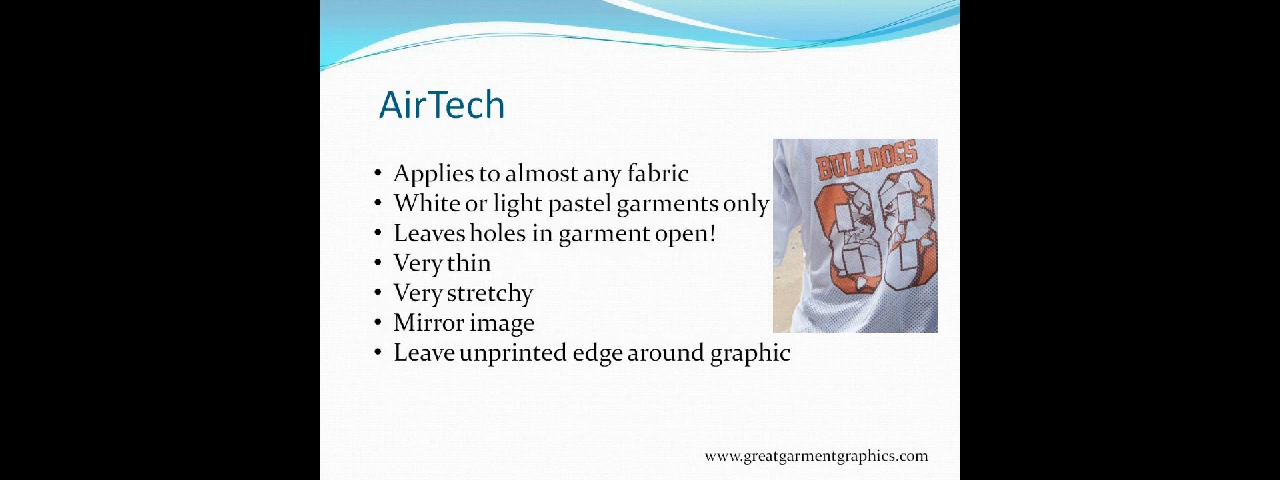 AirTech
• Applies to almost any fabric
• White or light pastel garments only
• Leaves holes in garment open!
• Very thin
• Very stretchy
• Mirror image
• Leave unprinted edge around graphic
BULLDOGS
88
www.greatgarmentgraphics.com